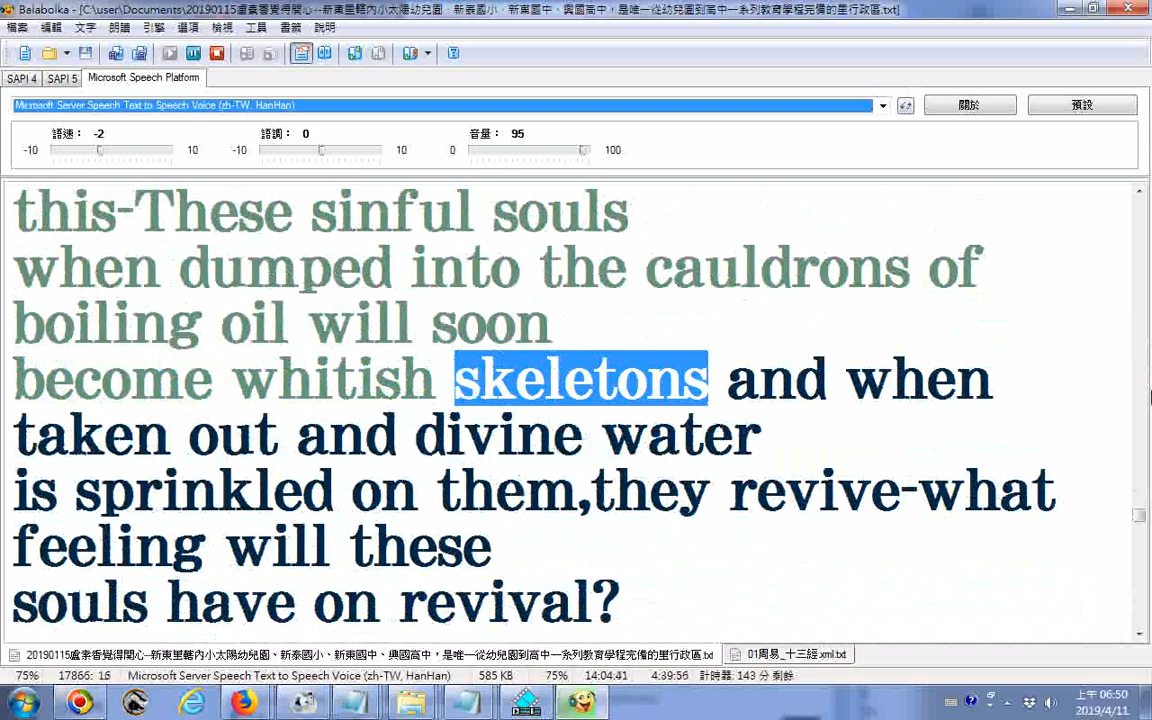 Balabolka - [C:\user\Documents\20190115盧素香覺得開心--新東里轄內小太陽幼兒園、新泰國小、新東國中、興國高中，是唯一從幼兒園到高中一系列教育學程完備的里行政區.txt]
檔案 編輯 文字 朗讀 引擎 選項 檢視 工具 書籤 說明
SAPI 4 SAPI 5 Microsoft Speech Platform
Microsoft Server Speech Text to Speech Voice (zh-TW, HanHan) 關於 預設
語速： -2 語調： 0 音量： 95
-10 10 -10 10 0 100
this-These sinful souls
when dumped into the cauldrons of
boiling oil will soon
become whitish skeletons and when
taken out and divine water
is sprinkled on them,they revive-what
feeling will these
souls have on revival?
20190115盧素香覺得開心--新東里轄內小太陽幼兒園、新泰國小、新東國中、興國高中，是唯一從幼兒園到高中一系列教育學程完備的里行政區.txt 01周易_十三經.xml.txt
75% 17865: 15 Microsoft Server Speech Text to Speech Voice (zh-TW, HanHan) 585 KB 75% 14:04:41 4:39:56 計時器: 143 分 剩餘
上午 06:50
2019/4/11